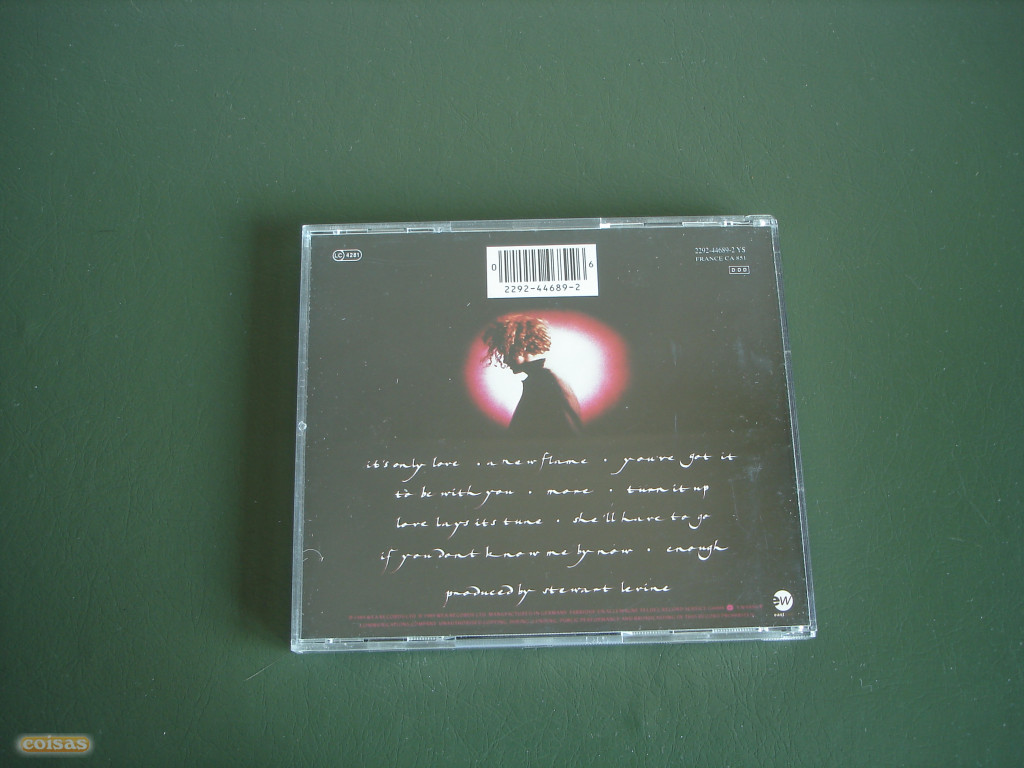 LC 4281
0 6
2292-44689-2
2292-44689-2 YS
FRANCE CA 851
DDD
it's only love · a new flame · you've got it
to be with you · more · turn it up
love lays its tune · she'll have to go
if you don't know me by now · enough
produced by stewart levine
ew
coisas